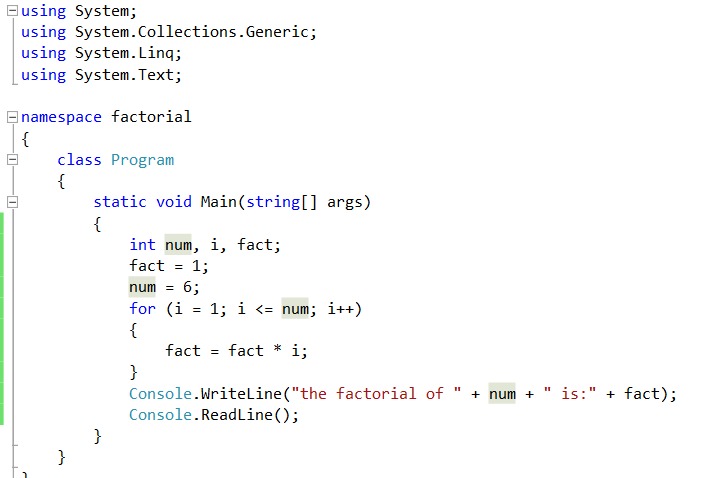 using System;
using System.Collections.Generic;
using System.Linq;
using System.Text;
namespace factorial
{
class Program
{
static void Main(string[] args)
{
int num, i, fact;
fact = 1;
num = 6;
for (i = 1; i <= num; i++)
{
fact = fact * i;
}
Console.WriteLine("the factorial of " + num + " is:" + fact);
Console.ReadLine();
}
}
}